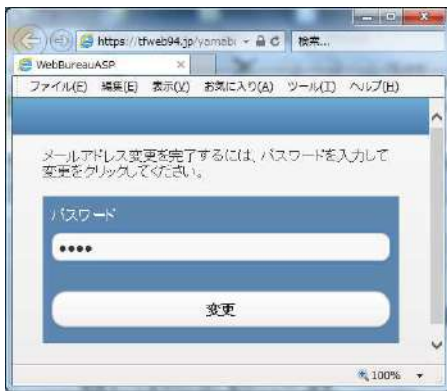 https://tfweb94.jp/yamab
検索...
WebBureauASP
ファイル(F) 編集(E) 表示(V) お気に入り(A) ツール(T) ヘルプ(H)
メールアドレス変更を完了するには、パスワードを入力して
変更をクリックしてください。
パスワード
変更
100%